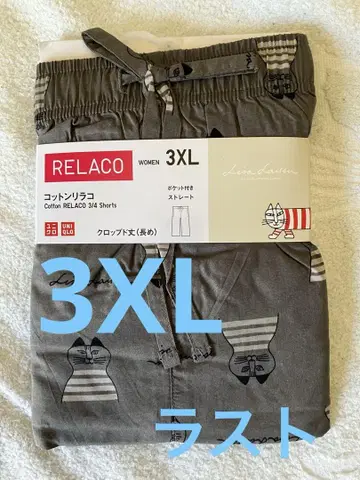 RELACO
WOMEN 3XL
Lisa Larson
コットンリラコ
Cotton RELACO 3/4 Shorts
ポケット付き
ストレート
ユニクロ
UNIQLO
クロップド丈(長め)
3XL
ラスト